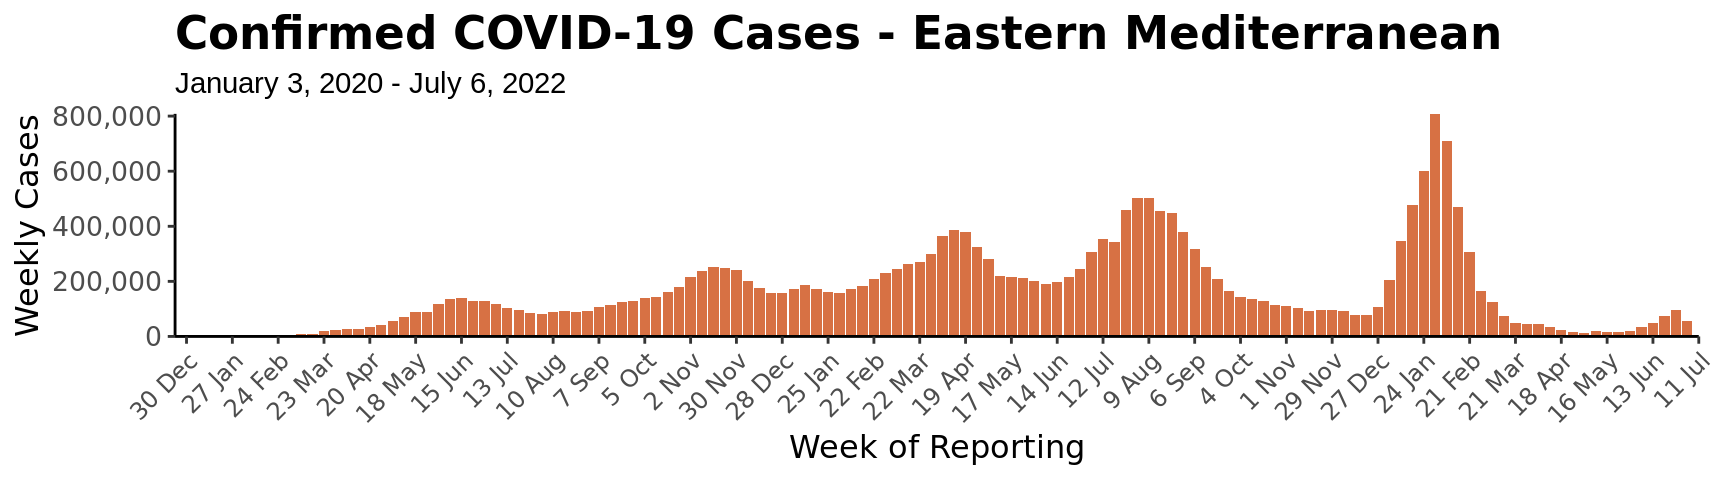 Confirmed COVID-19 Cases - Eastern Mediterranean
January 3, 2020 - July 6, 2022
Weekly Cases
800,000
600,000
400,000
200,000
0
30 Dec
27 Jan
24 Feb
23 Mar
20 Apr
18 May
15 Jun
13 Jul
10 Aug
7 Sep
5 Oct
2 Nov
30 Nov
28 Dec
25 Jan
22 Feb
22 Mar
19 Apr
17 May
14 Jun
12 Jul
9 Aug
6 Sep
4 Oct
1 Nov
29 Nov
27 Dec
24 Jan
21 Feb
21 Mar
18 Apr
16 May
13 Jun
11 Jul
Week of Reporting